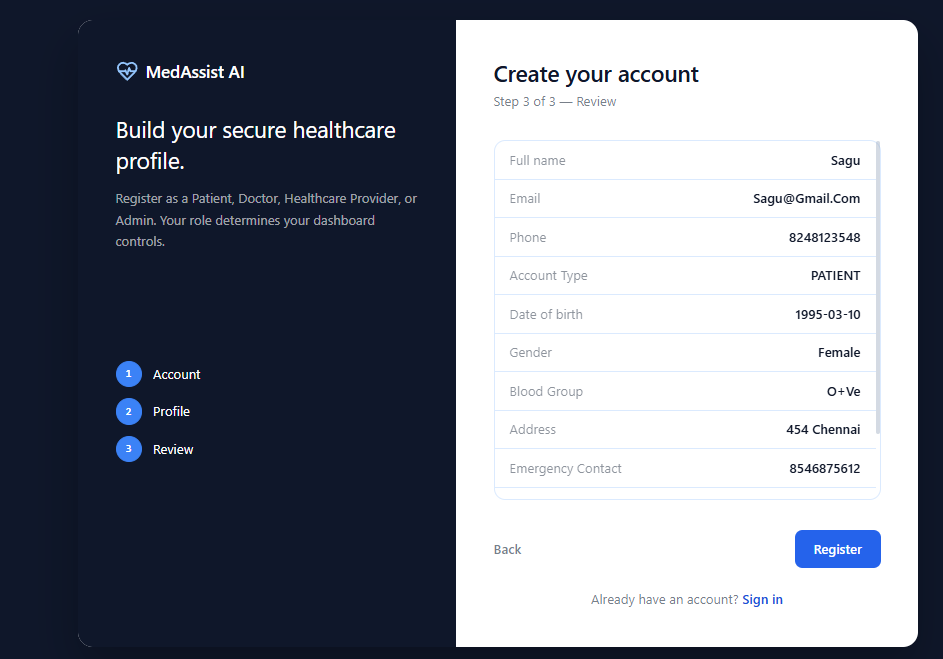 MedAssist AI
Build your secure healthcare
profile.
Register as a Patient, Doctor, Healthcare Provider, or
Admin. Your role determines your dashboard
controls.
1 Account
2 Profile
3 Review
Create your account
Step 3 of 3 — Review
Full name Sagu
Email Sagu@Gmail.Com
Phone 8248123548
Account Type PATIENT
Date of birth 1995-03-10
Gender Female
Blood Group O+Ve
Address 454 Chennai
Emergency Contact 8546875612
Back Register
Already have an account? Sign in